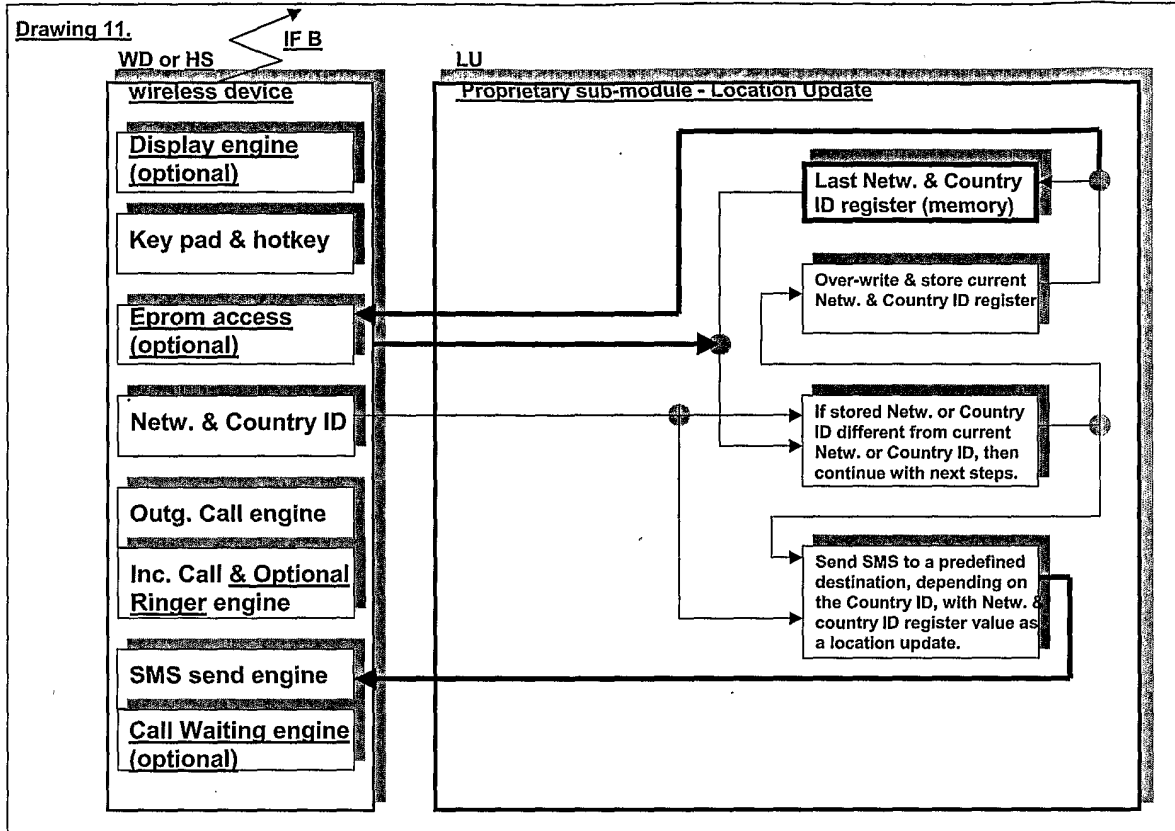 Drawing 11.
IF B
WD or HS
wireless device
Display engine
(optional)
Key pad & hotkey
Eprom access
(optional)
Netw. & Country ID
Outg. Call engine
Inc. Call & Optional
Ringer engine
SMS send engine
Call Waiting engine
(optional)
LU
Proprietary sub-module - Location Update
Last Netw. & Country
ID register (memory)
Over-write & store current
Netw. & Country ID register
If stored Netw. or Country
ID different from current
Netw. or Country ID, then
continue with next steps.
Send SMS to a predefined
destination, depending on
the Country ID, with Netw. &
country ID register value as
a location update.